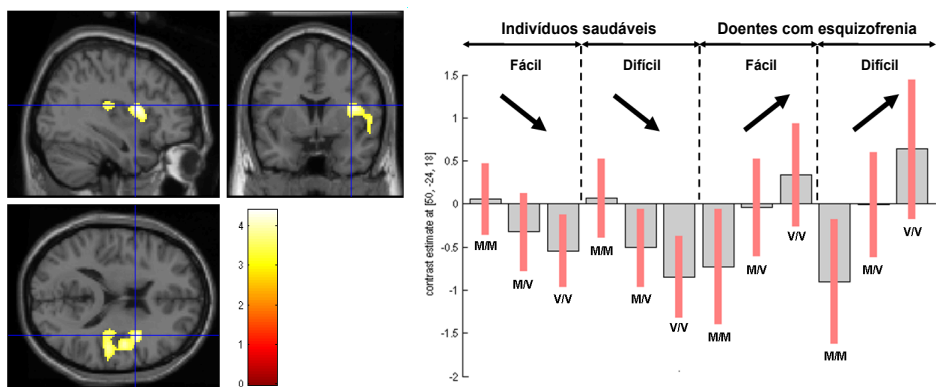 Indivíduos saudáveis
Doentes com esquizofrenia
Fácil
Difícil
Fácil
Difícil
contrast estimate at [50, -24, 18]
1.5
1
0.5
0
-0.5
-1
-1.5
-2
M/M
M/V
V/V
M/M
M/V
V/V
M/M
M/V
V/V
M/M
M/V
V/V
4
3
2
1
0